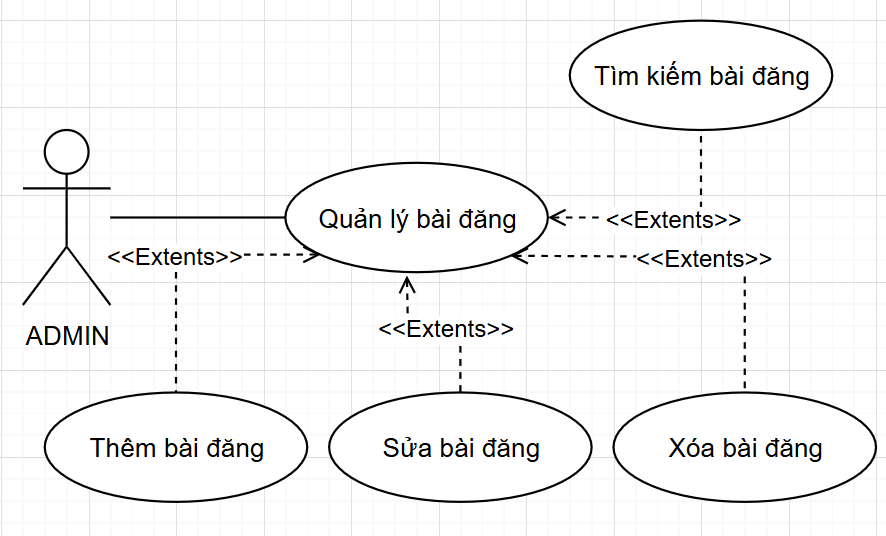 Tìm kiếm bài đăng
Quản lý bài đăng
<<Extents>>
<<Extents>>
<<Extents>>
<<Extents>>
ADMIN
Thêm bài đăng
Sửa bài đăng
Xóa bài đăng